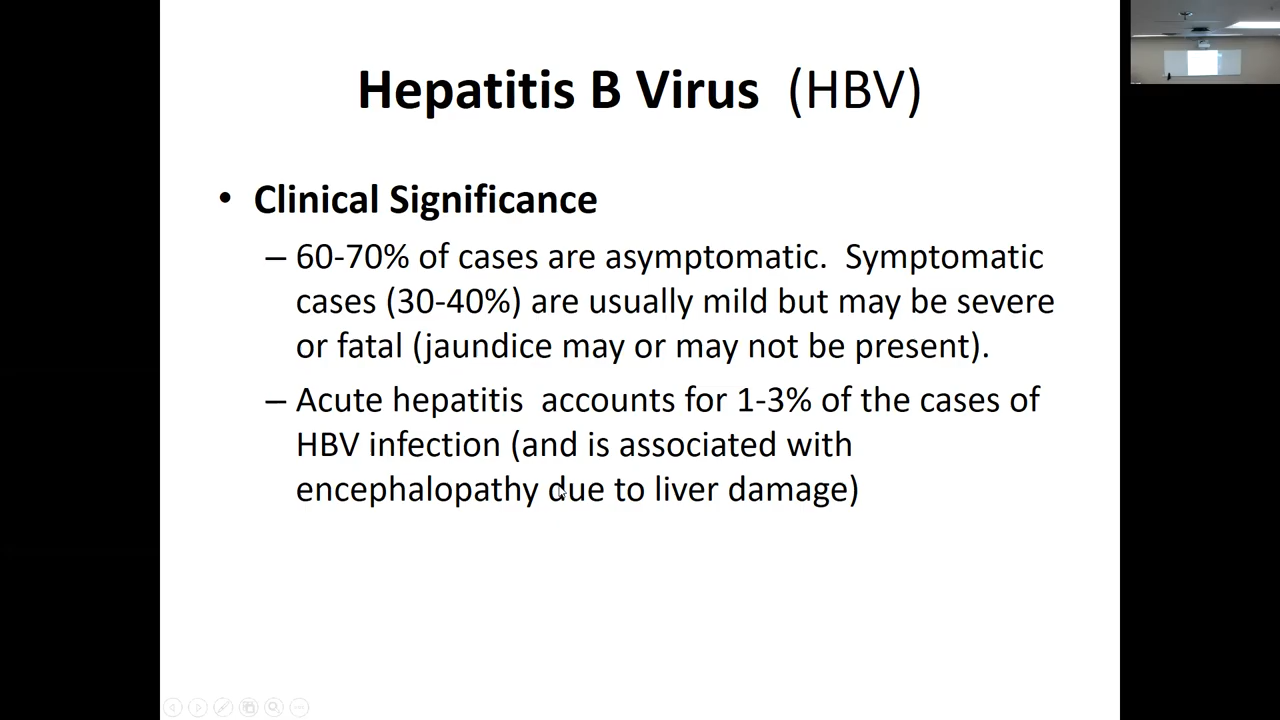 Hepatitis B Virus (HBV)
• Clinical Significance
– 60-70% of cases are asymptomatic. Symptomatic
cases (30-40%) are usually mild but may be severe
or fatal (jaundice may or may not be present).
– Acute hepatitis accounts for 1-3% of the cases of
HBV infection (and is associated with
encephalopathy due to liver damage)